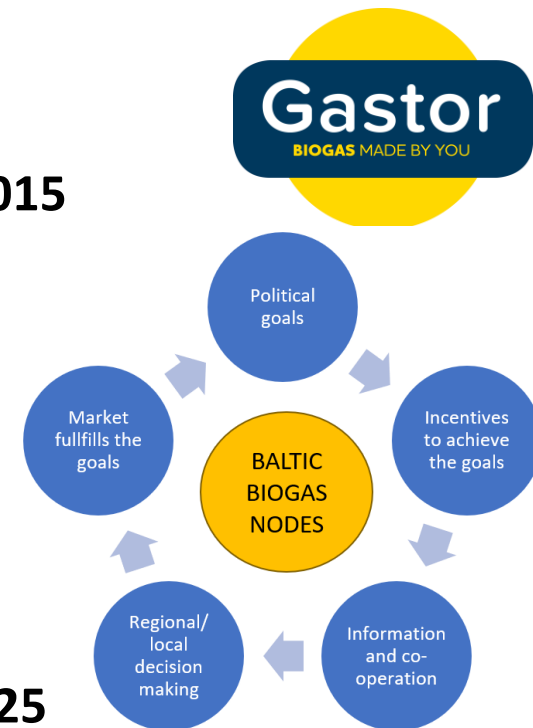 Gastor
BIOGAS MADE BY YOU
015
Political
goals
Market
fullfills the
goals
Incentives
to achieve
the goals
BALTIC
BIOGAS
NODES
Regional/
local
decision
making
Information
and co-
operation
25